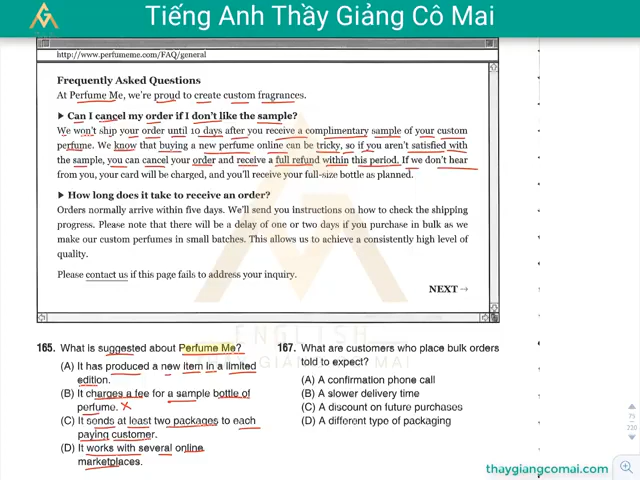 Tiếng Anh Thầy Giảng Cô Mai
http://www.perfumeme.com/FAQ/general
Frequently Asked Questions
At Perfume Me, we're proud to create custom fragrances.
▶ Can I cancel my order if I don't like the sample?
We won't ship your order until 10 days after you receive a complimentary sample of your custom
perfume. We know that buying a new perfume online can be tricky, so if you aren't satisfied with
the sample, you can cancel your order and receive a full refund within this period. If we don't hear
from you, your card will be charged, and you'll receive your full-size bottle as planned.
▶ How long does it take to receive an order?
Orders normally arrive within five days. We'll send you instructions on how to check the shipping
progress. Please note that there will be a delay of one or two days if you purchase in bulk as we
make our custom perfumes in small batches. This allows us to achieve a consistently high level of
quality.
Please contact us if this page fails to address your inquiry.
NEXT →
ENGLISH
THAY GIANG CO MAI
165. What is suggested about Perfume Me?
(A) It has produced a new item in a limited
edition.
(B) It charges a fee for a sample bottle of
perfume. X
(C) It sends at least two packages to each
paying customer.
(D) It works with several online
marketplaces.
167. What are customers who place bulk orders
told to expect?
(A) A confirmation phone call
(B) A slower delivery time
(C) A discount on future purchases
(D) A different type of packaging
75
220
thaygiangcomai.com